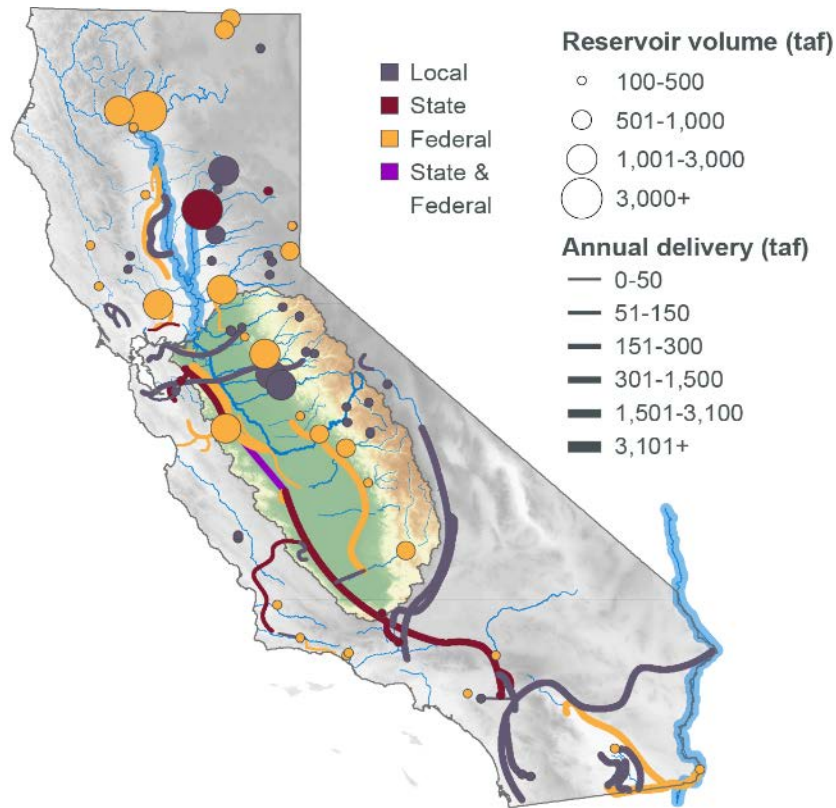 Local
State
Federal
State &
Federal
Reservoir volume (taf)
100-500
501-1,000
1,001-3,000
3,000+
Annual delivery (taf)
0-50
51-150
151-300
301-1,500
1,501-3,100
3,101+